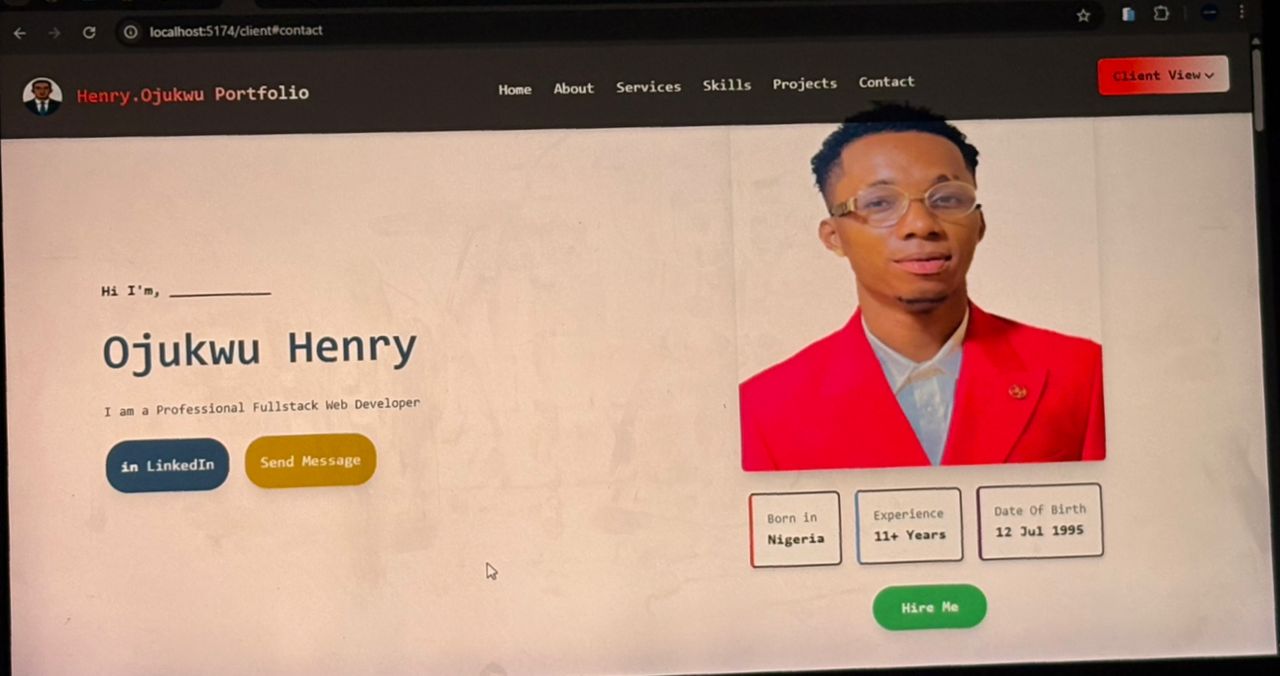 localhost:5174/client#contact
Henry.Ojukwu Portfolio
Home About Services Skills Projects Contact
Client View
Hi I'm, __________
Ojukwu Henry
I am a Professional Fullstack Web Developer
in LinkedIn
Send Message
Born in
Nigeria
Experience
11+ Years
Date Of Birth
12 Jul 1995
Hire Me